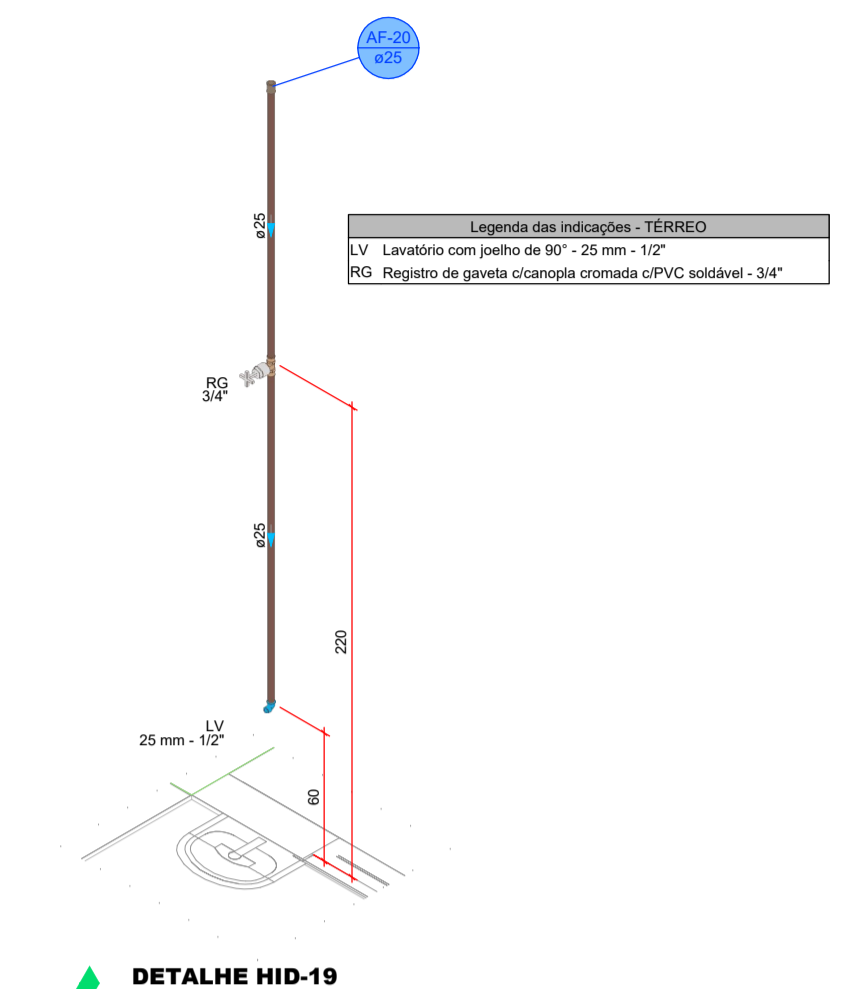 AF-20
ø25
ø25
Legenda das indicações - TÉRREO
LV Lavatório com joelho de 90° - 25 mm - 1/2"
RG Registro de gaveta c/canopla cromada c/PVC soldável - 3/4"
RG
3/4"
ø25
220
LV
25 mm - 1/2"
60
DETALHE HID-19